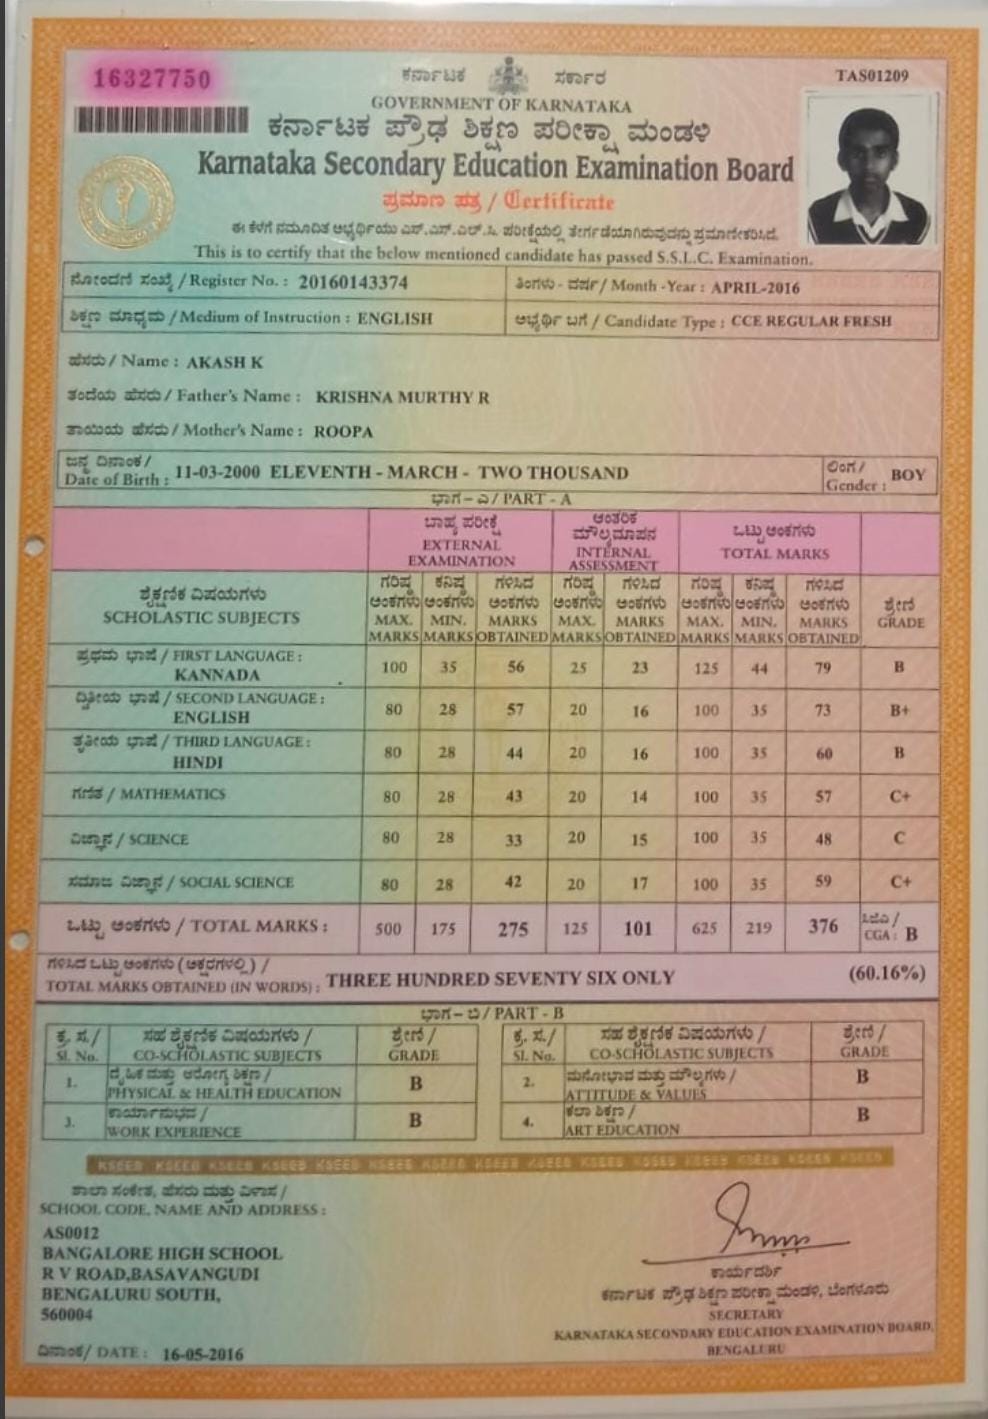 16327750
ಕರ್ನಾಟಕ ಸರ್ಕಾರ
TAS01209
GOVERNMENT OF KARNATAKA
ಕರ್ನಾಟಕ ಪ್ರೌಢ ಶಿಕ್ಷಣ ಪರೀಕ್ಷಾ ಮಂಡಳಿ
Karnataka Secondary Education Examination Board
ಪ್ರಮಾಣ ಪತ್ರ / Certificate
ಈ ಕೆಳಗೆ ನಮೂದಿತ ಅಭ್ಯರ್ಥಿಯು ಎಸ್.ಎಸ್.ಎಲ್.ಸಿ. ಪರೀಕ್ಷೆಯಲ್ಲಿ ತೇರ್ಗಡೆಯಾಗಿರುವುದನ್ನು ಪ್ರಮಾಣೀಕರಿಸಿದೆ.
This is to certify that the below mentioned candidate has passed S.S.L.C. Examination.
ನೋಂದಣಿ ಸಂಖ್ಯೆ / Register No. : 20160143374
ತಿಂಗಳು - ವರ್ಷ / Month -Year : APRIL-2016
ಶಿಕ್ಷಣ ಮಾಧ್ಯಮ / Medium of Instruction : ENGLISH
ಅಭ್ಯರ್ಥಿ ಬಗೆ / Candidate Type : CCE REGULAR FRESH
ಹೆಸರು / Name : AKASH K
ತಂದೆಯ ಹೆಸರು / Father's Name : KRISHNA MURTHY R
ತಾಯಿಯ ಹೆಸರು / Mother's Name : ROOPA
ಜನ್ಮ ದಿನಾಂಕ /
Date of Birth : 11-03-2000 ELEVENTH - MARCH - TWO THOUSAND
ಲಿಂಗ /
Gender : BOY
ಭಾಗ - ಎ / PART - A
ಬಾಹ್ಯ ಪರೀಕ್ಷೆ
EXTERNAL
EXAMINATION
ಆಂತರಿಕ
ಮೌಲ್ಯಮಾಪನ
INTERNAL
ASSESSMENT
ಒಟ್ಟು ಅಂಕಗಳು
TOTAL MARKS
ಶೈಕ್ಷಣಿಕ ವಿಷಯಗಳು
SCHOLASTIC SUBJECTS
ಗರಿಷ್ಠ ಕನಿಷ್ಠ ಗಳಿಸಿದ ಗರಿಷ್ಠ ಗಳಿಸಿದ ಗರಿಷ್ಠ ಕನಿಷ್ಠ ಗಳಿಸಿದ
ಅಂಕಗಳು ಅಂಕಗಳು ಅಂಕಗಳು ಅಂಕಗಳು ಅಂಕಗಳು ಅಂಕಗಳು ಅಂಕಗಳು ಅಂಕಗಳು ಶ್ರೇಣಿ
MAX. MIN. MARKS MAX. MARKS MAX. MIN. MARKS GRADE
MARKS MARKS OBTAINED MARKS OBTAINED MARKS MARKS OBTAINED
ಪ್ರಥಮ ಭಾಷೆ / FIRST LANGUAGE :
KANNADA 100 35 56 25 23 125 44 79 B
ದ್ವಿತೀಯ ಭಾಷೆ / SECOND LANGUAGE :
ENGLISH 80 28 57 20 16 100 35 73 B+
ತೃತೀಯ ಭಾಷೆ / THIRD LANGUAGE :
HINDI 80 28 44 20 16 100 35 60 B
ಗಣಿತ / MATHEMATICS 80 28 43 20 14 100 35 57 C+
ವಿಜ್ಞಾನ / SCIENCE 80 28 33 20 15 100 35 48 C
ಸಮಾಜ ವಿಜ್ಞಾನ / SOCIAL SCIENCE 80 28 42 20 17 100 35 59 C+
ಒಟ್ಟು ಅಂಕಗಳು / TOTAL MARKS : 500 175 275 125 101 625 219 376
ಸಿಜಿಎ /
CGA : B
ಗಳಿಸಿದ ಒಟ್ಟು ಅಂಕಗಳು ( ಅಕ್ಷರಗಳಲ್ಲಿ ) /
TOTAL MARKS OBTAINED (IN WORDS) : THREE HUNDRED SEVENTY SIX ONLY (60.16%)
ಭಾಗ - ಬಿ / PART - B
ಕ್ರ. ಸ. / ಸಹ ಶೈಕ್ಷಣಿಕ ವಿಷಯಗಳು / ಶ್ರೇಣಿ / ಕ್ರ. ಸ. / ಸಹ ಶೈಕ್ಷಣಿಕ ವಿಷಯಗಳು / ಶ್ರೇಣಿ /
Sl. No. CO-SCHOLASTIC SUBJECTS GRADE Sl. No. CO-SCHOLASTIC SUBJECTS GRADE
1. ದೈಹಿಕ ಮತ್ತು ಆರೋಗ್ಯ ಶಿಕ್ಷಣ /
PHYSICAL & HEALTH EDUCATION B
2. ಮನೋಭಾವ ಮತ್ತು ಮೌಲ್ಯಗಳು /
ATTITUDE & VALUES B
3. ಕಾರ್ಯಾನುಭವ /
WORK EXPERIENCE B
4. ಕಲಾ ಶಿಕ್ಷಣ /
ART EDUCATION B
KSEEB KSEEB KSEEB KSEEB KSEEB KSEEB KSEEB KSEEB KSEEB KSEEB KSEEB KSEEB KSEEB KSEEB KSEEB
ಶಾಲಾ ಸಂಕೇತ, ಹೆಸರು ಮತ್ತು ವಿಳಾಸ /
SCHOOL CODE, NAME AND ADDRESS :
AS0012
BANGALORE HIGH SCHOOL
R V ROAD,BASAVANGUDI
BENGALURU SOUTH,
560004
ದಿನಾಂಕ/ DATE : 16-05-2016
ಕಾರ್ಯದರ್ಶಿ
ಕರ್ನಾಟಕ ಪ್ರೌಢ ಶಿಕ್ಷಣ ಪರೀಕ್ಷಾ ಮಂಡಳಿ, ಬೆಂಗಳೂರು
SECRETARY
KARNATAKA SECONDARY EDUCATION EXAMINATION BOARD,
BENGALURU